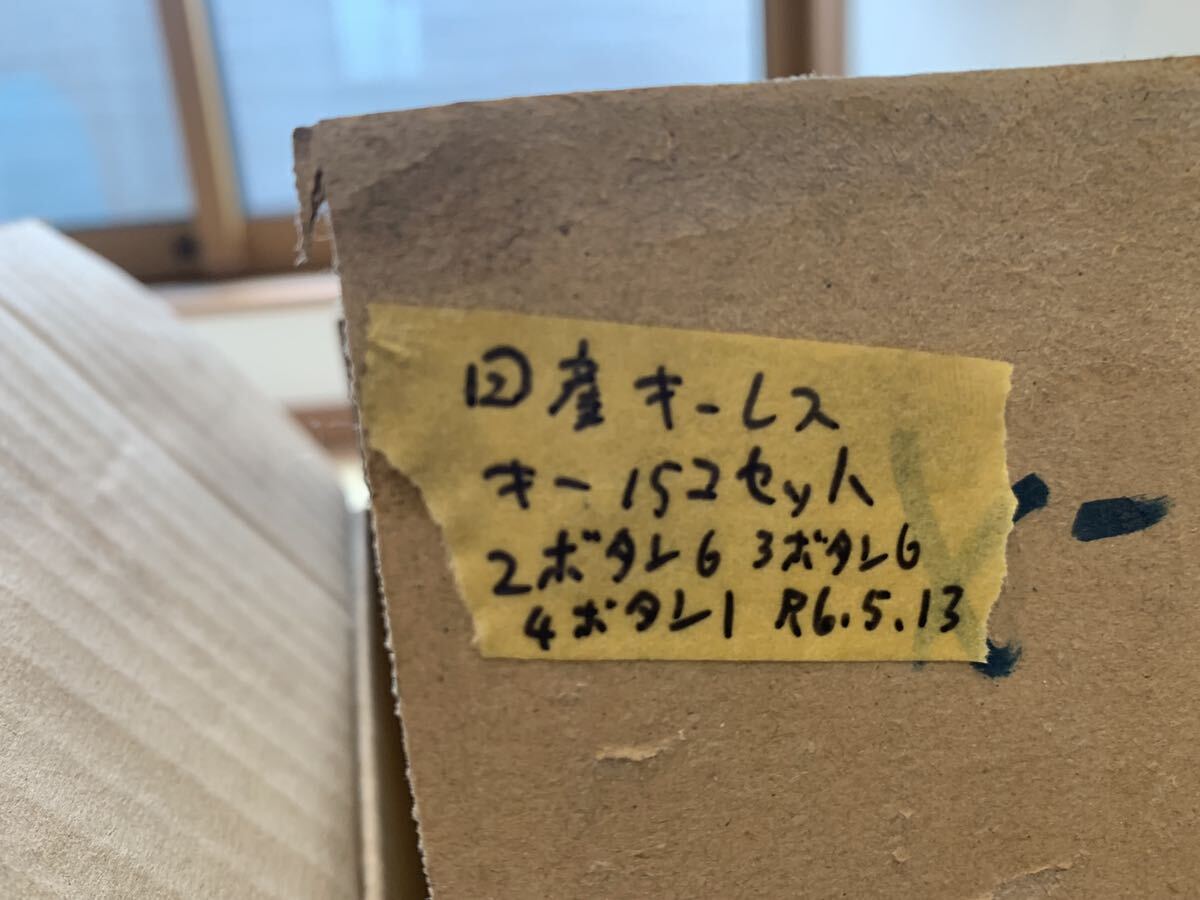 国産キーレス
キー15コセット
2ボタン6 3ボタン6
4ボタン1 R6.5.13